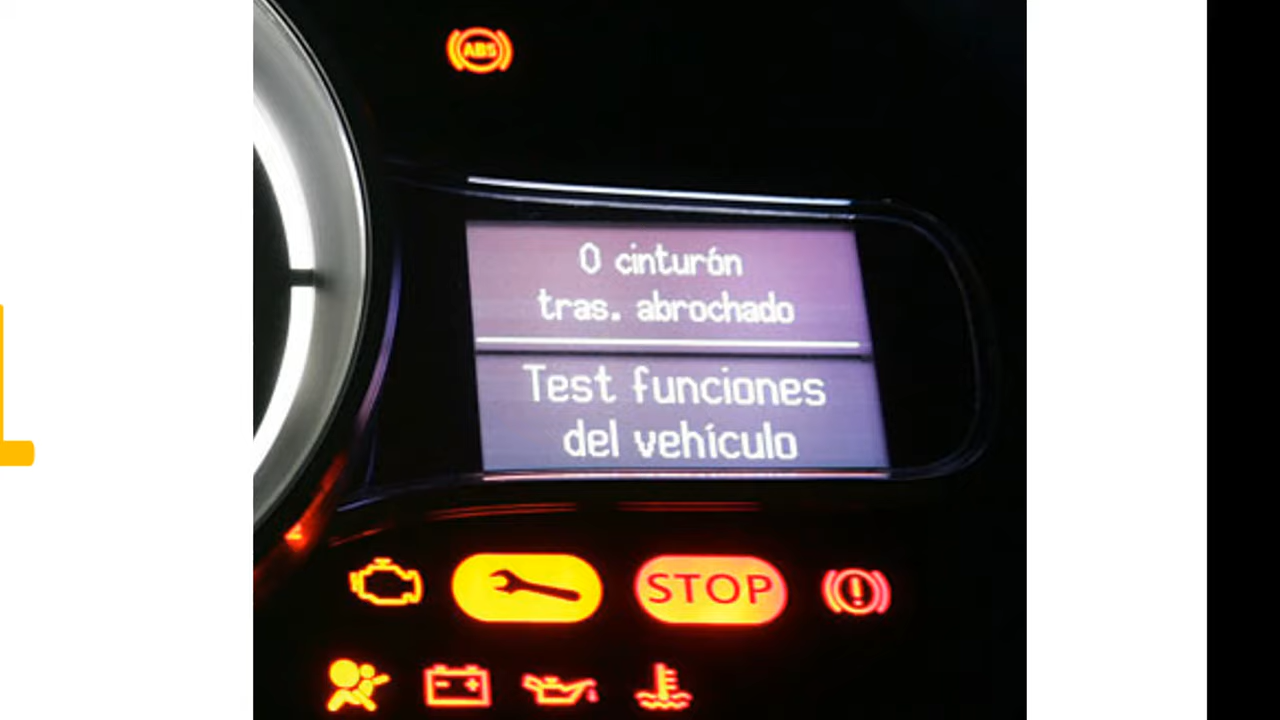 ABS
0 cinturón
tras. abrochado
Test funciones
del vehículo
STOP